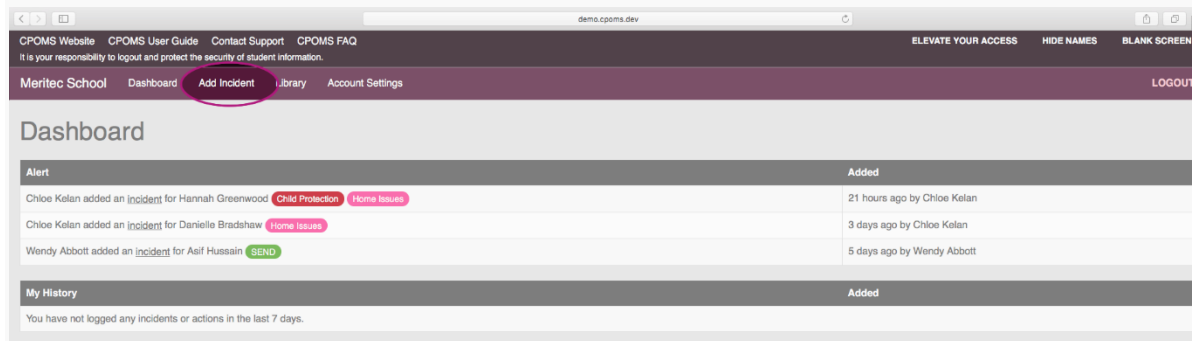 demo.cpoms.dev
CPOMS Website CPOMS User Guide Contact Support CPOMS FAQ ELEVATE YOUR ACCESS HIDE NAMES BLANK SCREEN
It is your responsibility to logout and protect the security of student information.
Meritec School Dashboard Add Incident Library Account Settings LOGOUT
Dashboard
Alert Added
Chloe Kelan added an incident for Hannah Greenwood Child Protection Home Issues 21 hours ago by Chloe Kelan
Chloe Kelan added an incident for Danielle Bradshaw Home Issues 3 days ago by Chloe Kelan
Wendy Abbott added an incident for Asif Hussain SEND 5 days ago by Wendy Abbott
My History Added
You have not logged any incidents or actions in the last 7 days.